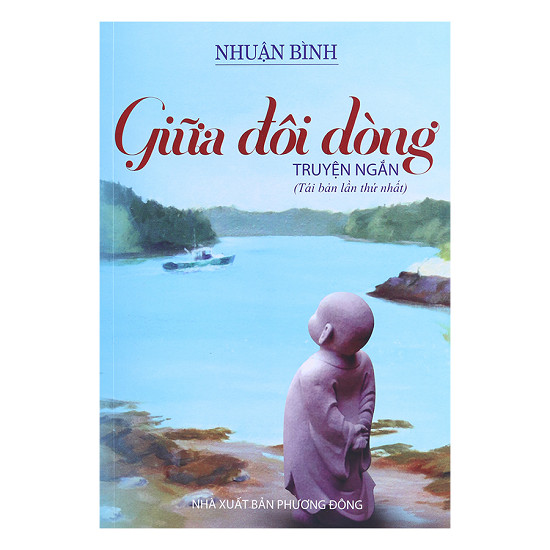 NHUẬN BÌNH
Giữa đôi dòng
TRUYỆN NGẮN
(Tái bản lần thứ nhất)
NHÀ XUẤT BẢN PHƯƠNG ĐÔNG